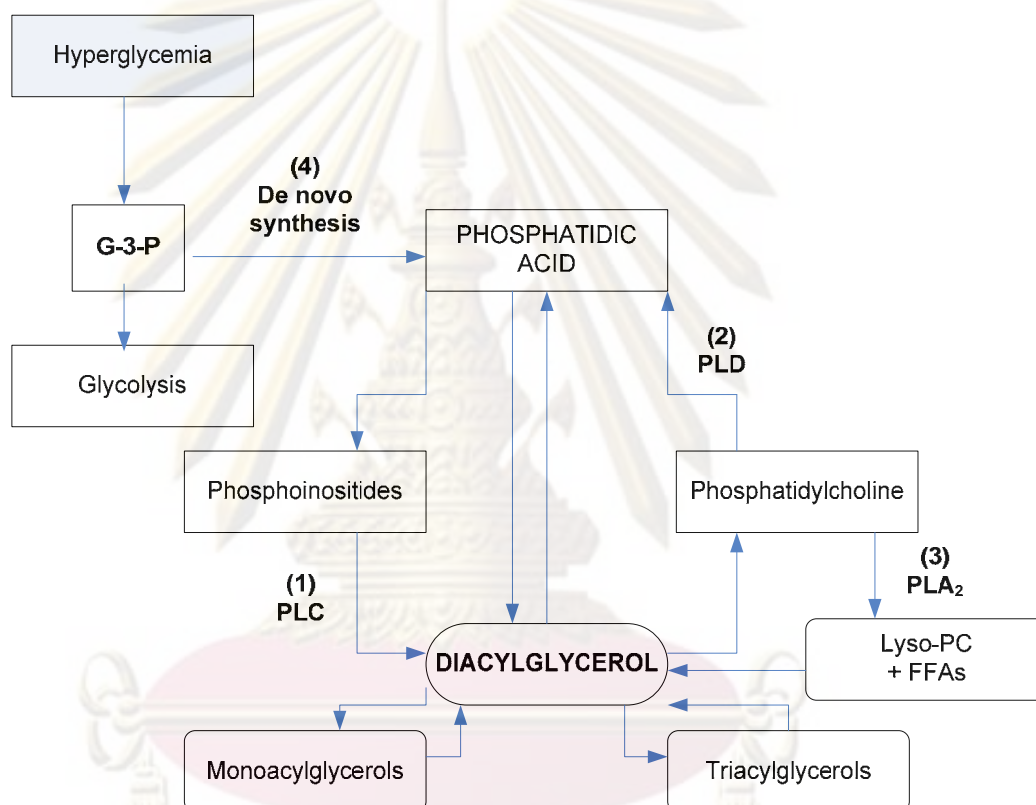 Hyperglycemia
(4)
De novo
synthesis
G-3-P
PHOSPHATIDIC
ACID
(2)
PLD
Glycolysis
Phosphoinositides
Phosphatidylcholine
(1)
PLC
(3)
PLA₂
DIACYLGLYCEROL
Lyso-PC
+ FFAs
Monoacylglycerols
Triacylglycerols